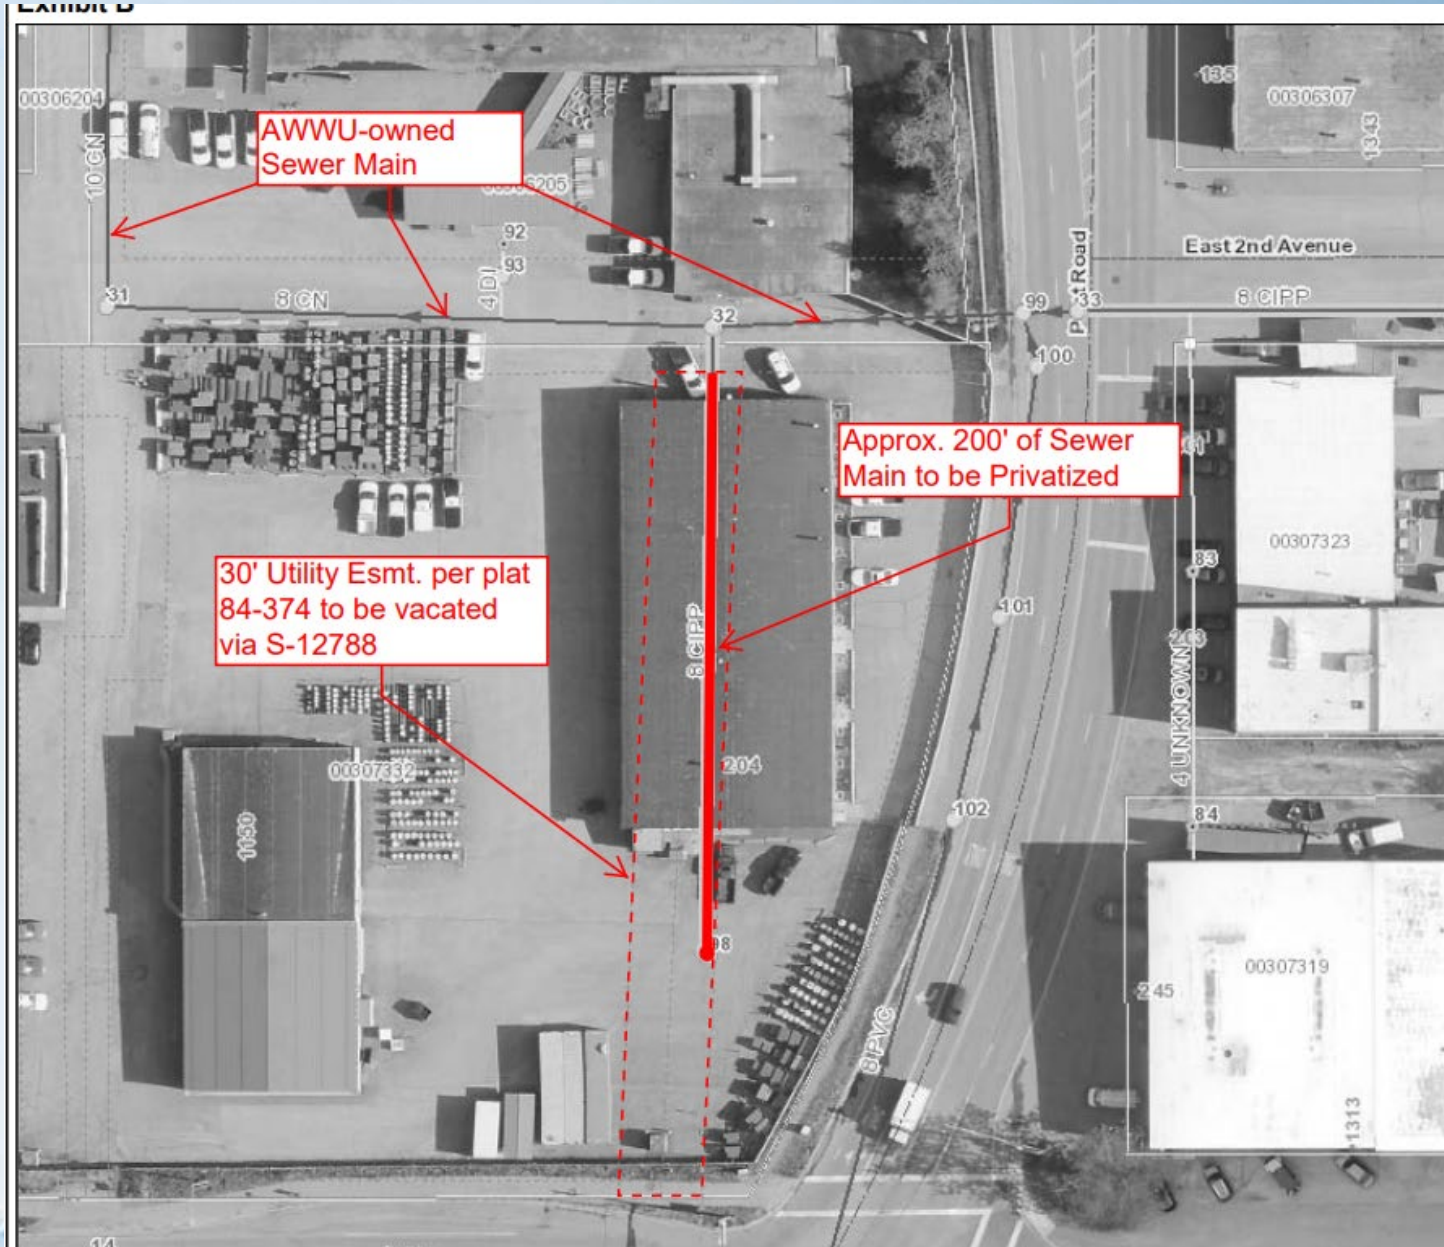 Exhibit B
00306204
10 CN
AWWU-owned
Sewer Main
00306205
92
93
4 DI
135
00306307
1343
East 2nd Avenue
31
8 CN
32
99
33
8 CIPP
100
Road
Approx. 200' of Sewer
Main to be Privatized
30' Utility Esmt. per plat
84-374 to be vacated
via S-12788
8 CIPP
101
83
00307323
203
4 UNKNOWN
204
00307332
1130
102
84
98
00307319
245
8 PVC
1313
14